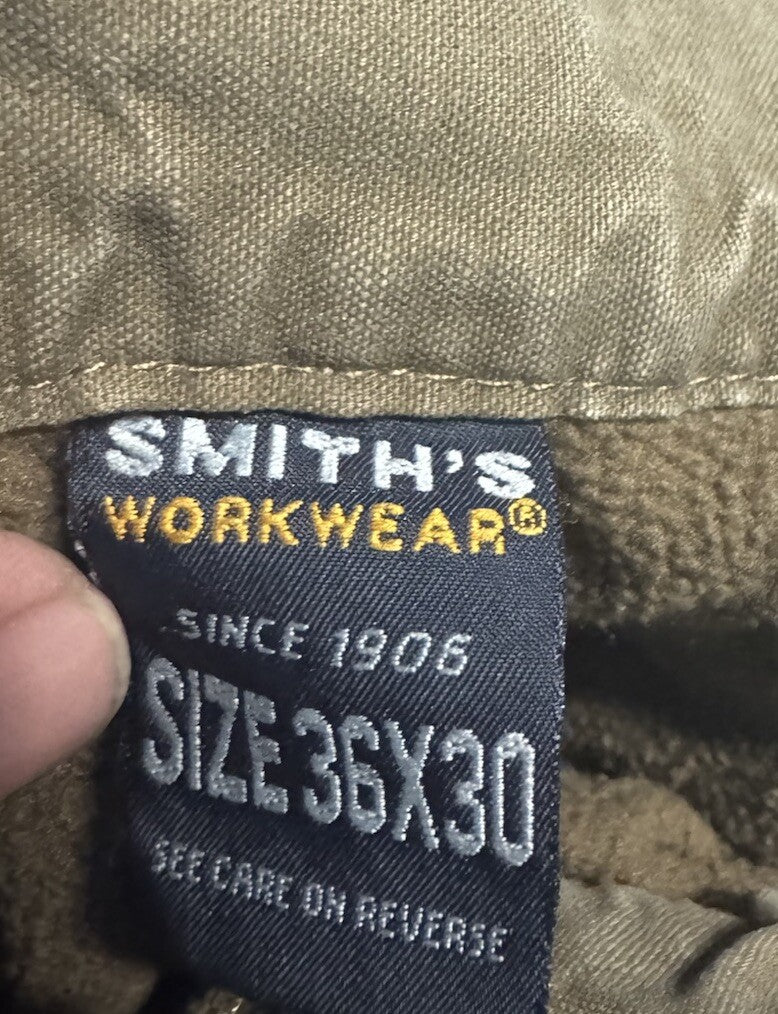 SMITH'S
WORKWEAR®
SINCE 1906
SIZE 36X30
SEE CARE ON REVERSE